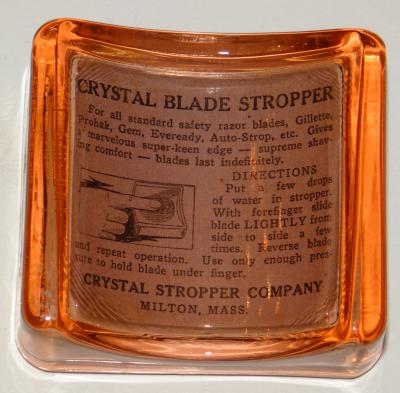 CRYSTAL BLADE STROPPER
For all standard safety razor blades, Gillette,
Probak, Gem, Eveready, Auto-Strop, etc. Gives
a marvelous super-keen edge — supreme shav-
ing comfort — blades last indefinitely.
DIRECTIONS
Put a few drops
of water in stropper.
With forefinger slide
blade LIGHTLY from
side to side a few
times. Reverse blade
and repeat operation. Use only enough pres-
sure to hold blade under finger.
CRYSTAL STROPPER COMPANY
MILTON, MASS.